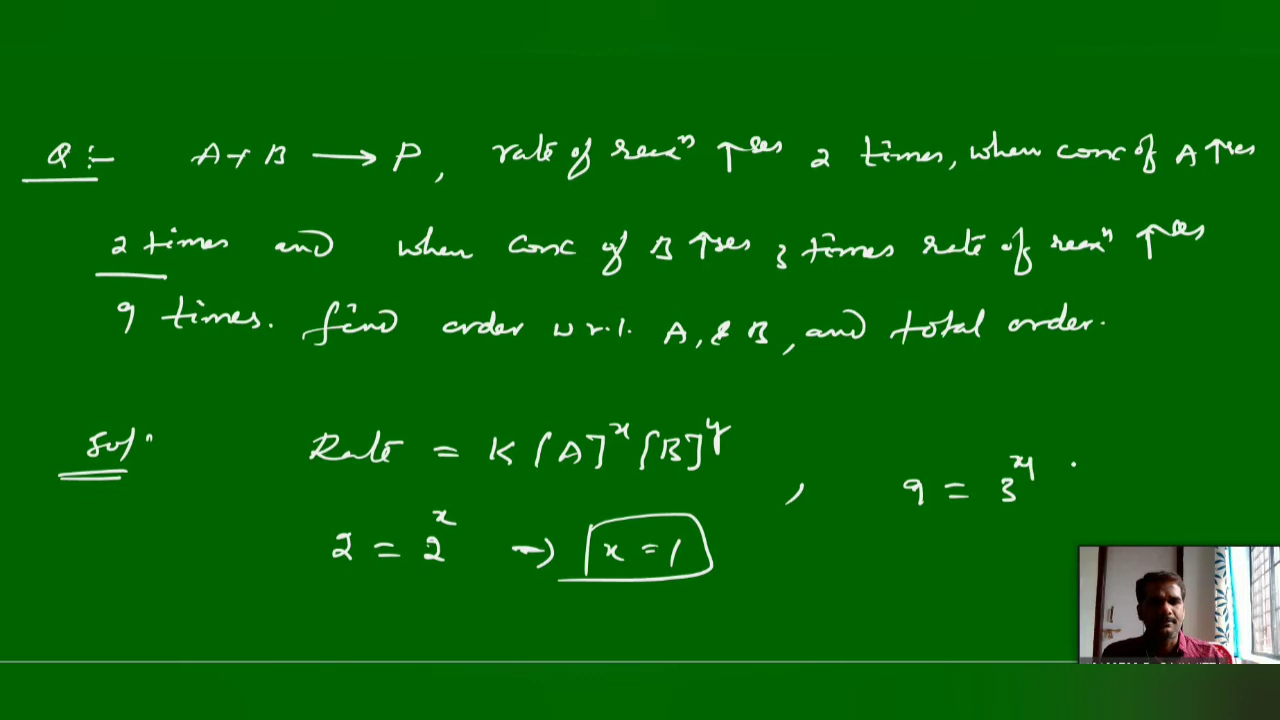 Q :- A + B → P, rate of reacⁿ ↑ses 2 times, when conc of A ↑ses
2 times and when conc of B ↑ses 3 times rate of reacⁿ ↑ses
9 times. find order w.r.t. A, & B, and total order.
Solⁿ Rate = K [A]ˣ [B]ʸ
2 = 2ˣ → x = 1 , 9 = 3ʸ